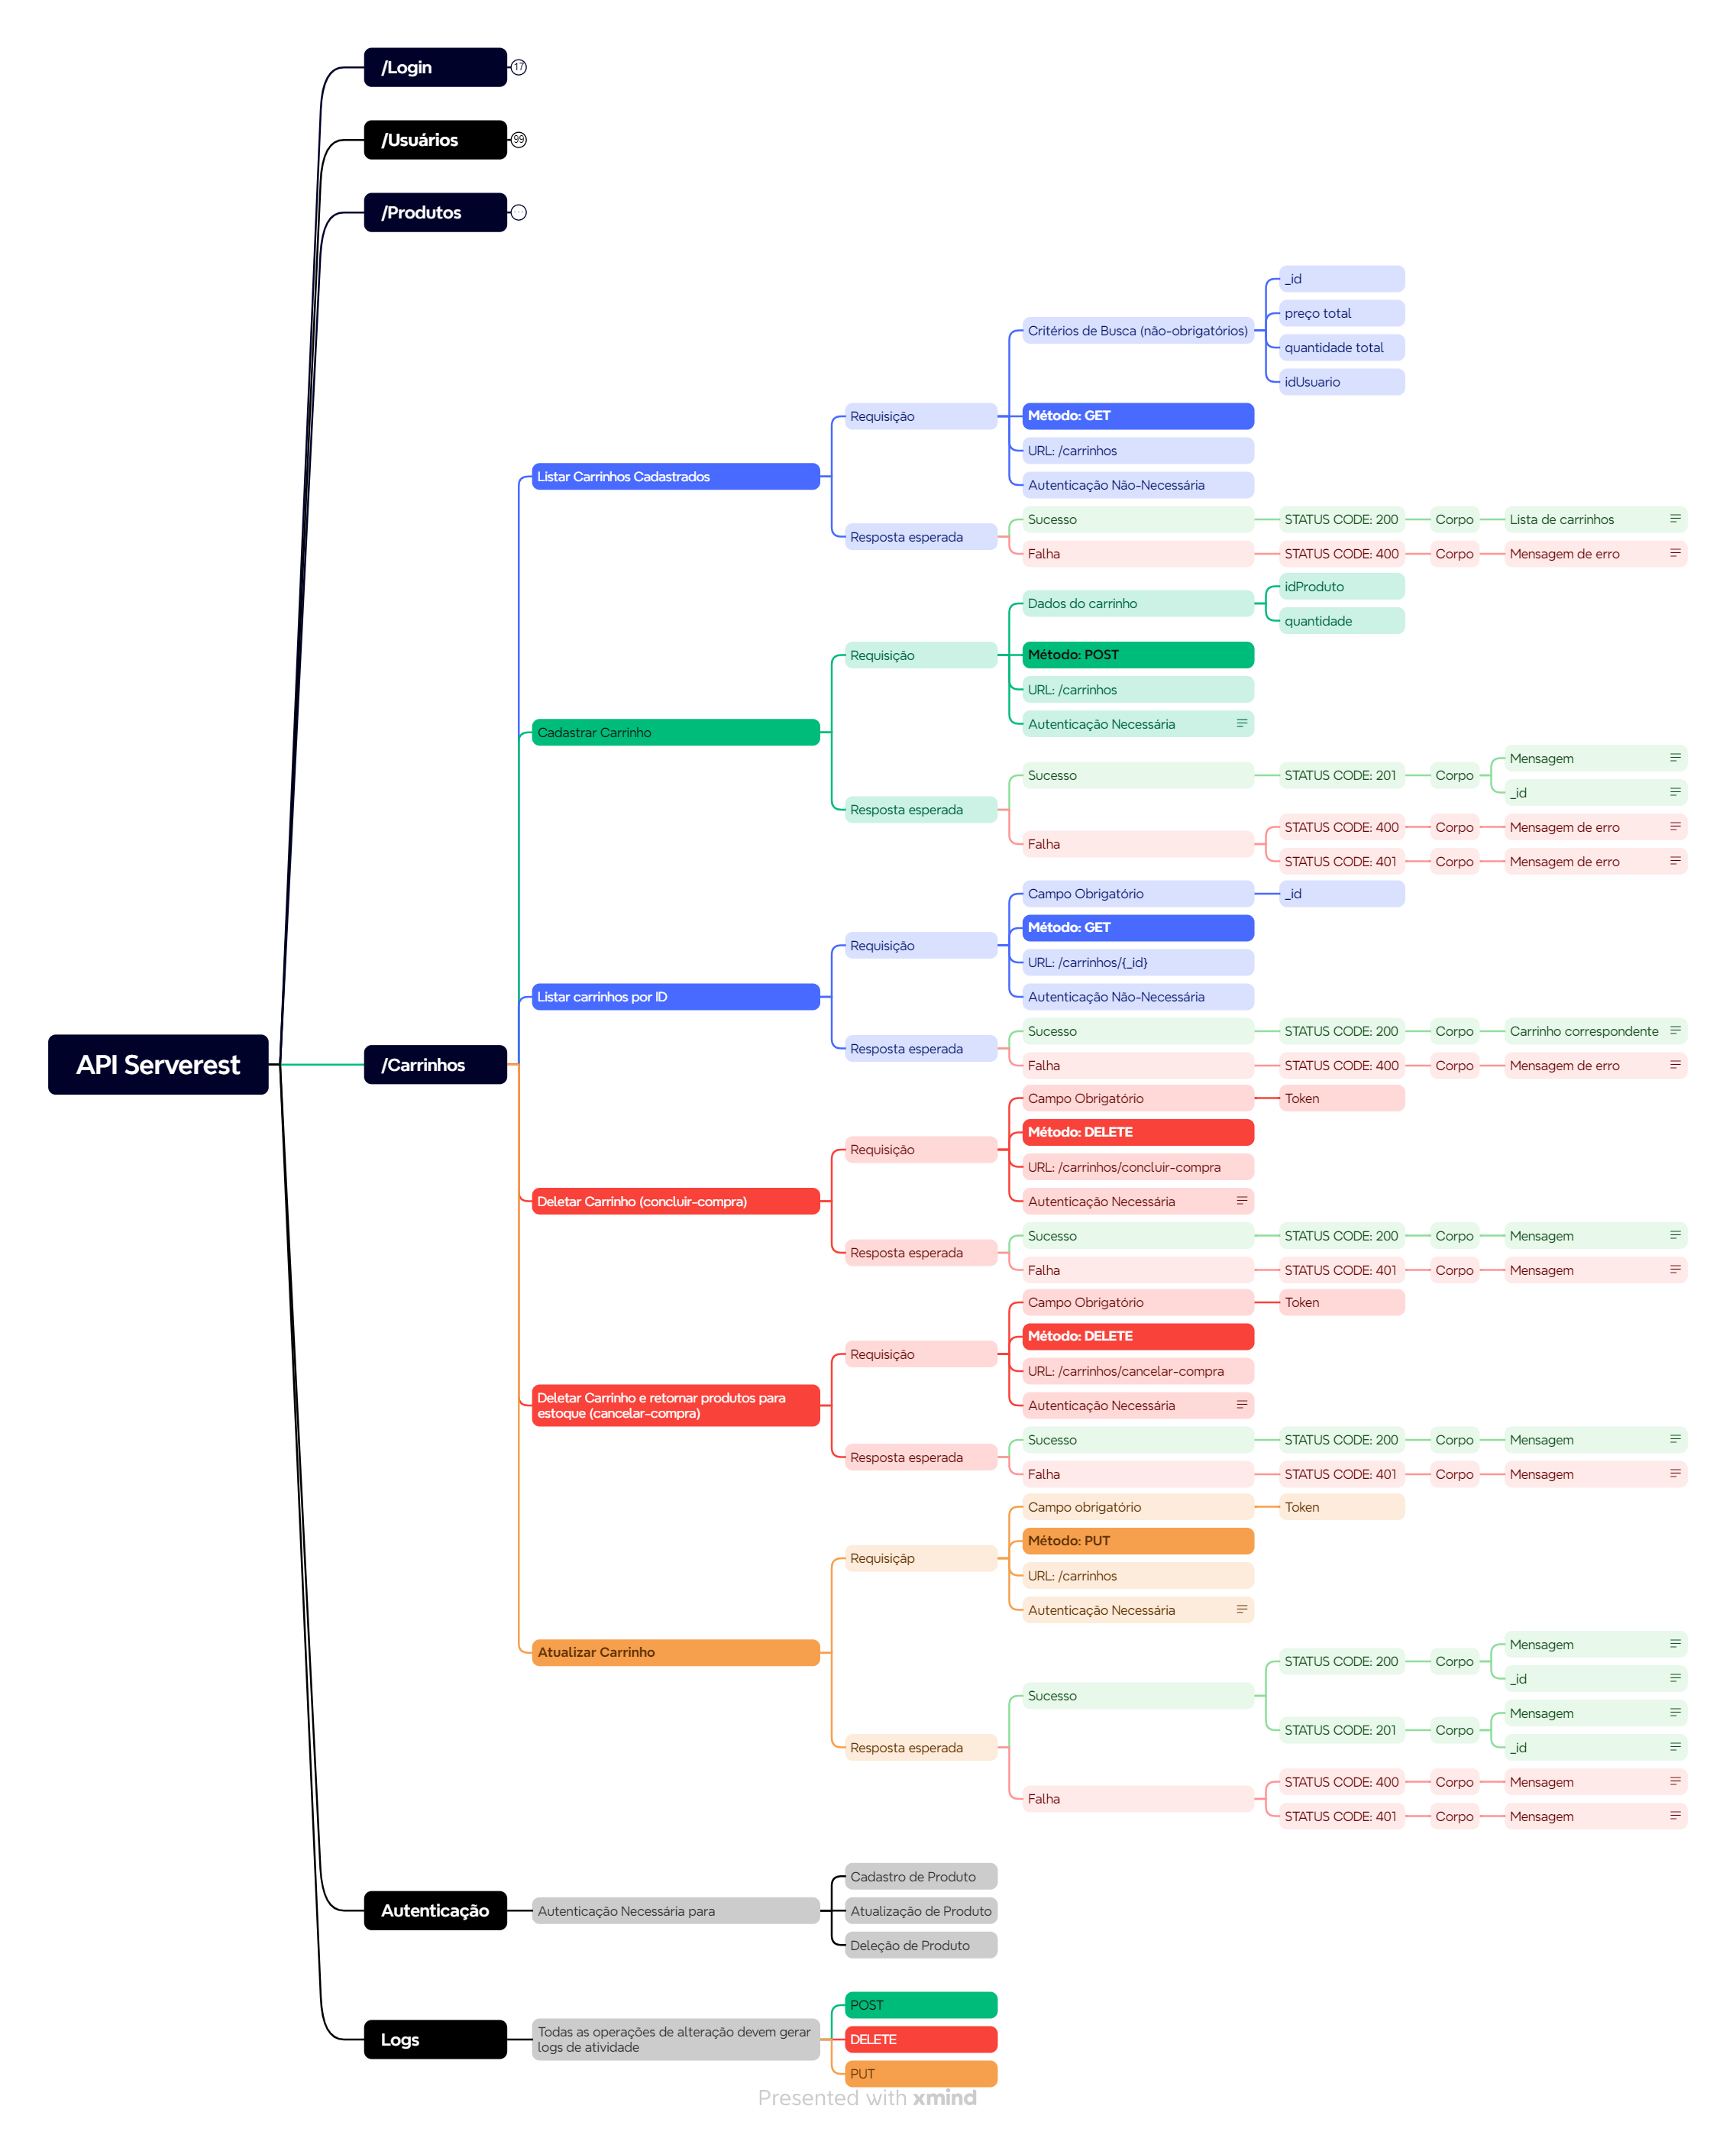 /Login
17
/Usuários
99
/Produtos
...
_id
preço total
Critérios de Busca (não-obrigatórios)
quantidade total
idUsuario
Requisição
Método: GET
URL: /carrinhos
Listar Carrinhos Cadastrados
Autenticação Não-Necessária
Sucesso
STATUS CODE: 200
Corpo
Lista de carrinhos
Resposta esperada
Falha
STATUS CODE: 400
Corpo
Mensagem de erro
idProduto
Dados do carrinho
quantidade
Requisição
Método: POST
URL: /carrinhos
Autenticação Necessária
Cadastrar Carrinho
Mensagem
Sucesso
STATUS CODE: 201
Corpo
_id
Resposta esperada
STATUS CODE: 400
Corpo
Mensagem de erro
Falha
STATUS CODE: 401
Corpo
Mensagem de erro
Campo Obrigatório
_id
Método: GET
Requisição
URL: /carrinhos/{_id}
Listar carrinhos por ID
Autenticação Não-Necessária
Sucesso
STATUS CODE: 200
Corpo
Carrinho correspondente
Resposta esperada
Falha
STATUS CODE: 400
Corpo
Mensagem de erro
API Serverest
/Carrinhos
Campo Obrigatório
Token
Método: DELETE
Requisição
URL: /carrinhos/concluir-compra
Deletar Carrinho (concluir-compra)
Autenticação Necessária
Sucesso
STATUS CODE: 200
Corpo
Mensagem
Resposta esperada
Falha
STATUS CODE: 401
Corpo
Mensagem
Campo Obrigatório
Token
Método: DELETE
Requisição
URL: /carrinhos/cancelar-compra
Deletar Carrinho e retornar produtos para
estoque (cancelar-compra)
Autenticação Necessária
Sucesso
STATUS CODE: 200
Corpo
Mensagem
Resposta esperada
Falha
STATUS CODE: 401
Corpo
Mensagem
Campo obrigatório
Token
Método: PUT
Requisiçãp
URL: /carrinhos
Autenticação Necessária
Atualizar Carrinho
Mensagem
STATUS CODE: 200
Corpo
_id
Sucesso
Mensagem
STATUS CODE: 201
Corpo
_id
Resposta esperada
STATUS CODE: 400
Corpo
Mensagem
Falha
STATUS CODE: 401
Corpo
Mensagem
Cadastro de Produto
Autenticação
Autenticação Necessária para
Atualização de Produto
Deleção de Produto
POST
Logs
Todas as operações de alteração devem gerar
logs de atividade
DELETE
PUT
Presented with xmind